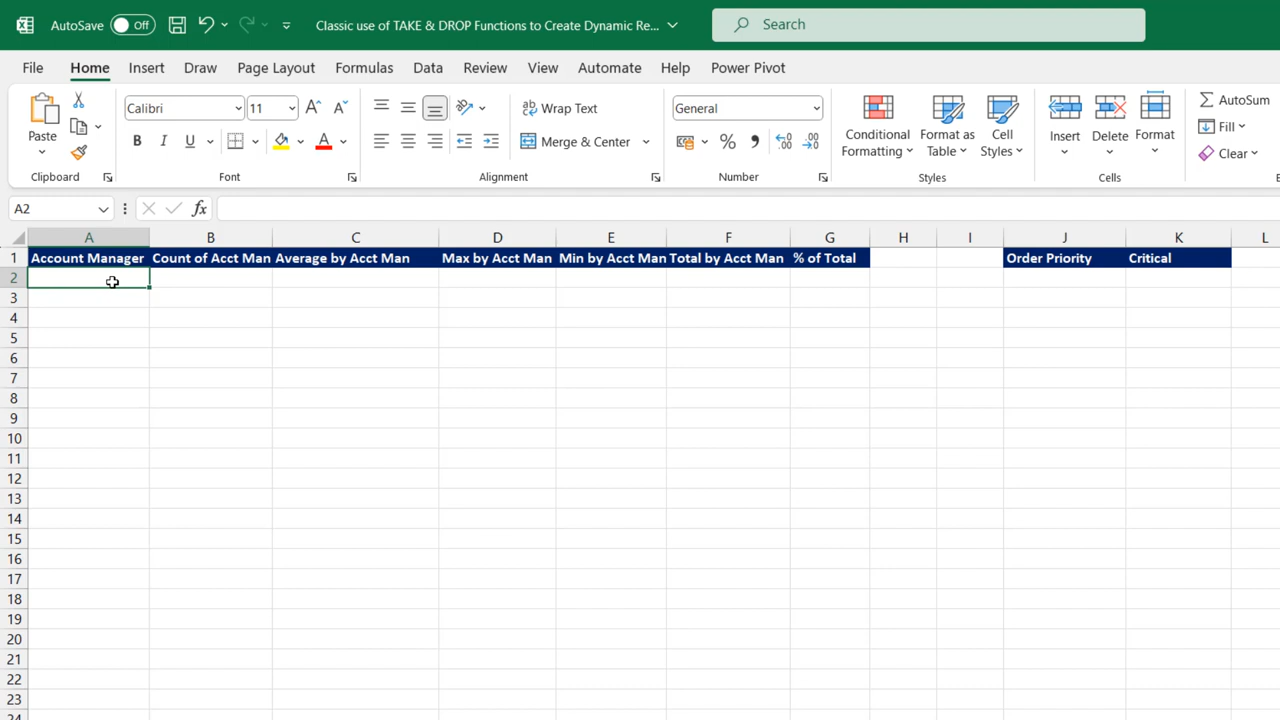 AutoSave Off Classic use of TAKE & DROP Functions to Create Dynamic Re... Search
File Home Insert Draw Page Layout Formulas Data Review View Automate Help Power Pivot
Paste
Clipboard
Calibri 11
B I U A
Font
ab Wrap Text
Merge & Center
Alignment
General
% ,
Number
Conditional Formatting
Format as Table
Cell Styles
Styles
Insert
Delete
Format
Cells
AutoSum
Fill
Clear
A2 fx
A B C D E F G H I J K L
1 Account Manager Count of Acct Man Average by Acct Man Max by Acct Man Min by Acct Man Total by Acct Man % of Total Order Priority Critical
2
3
4
5
6
7
8
9
10
11
12
13
14
15
16
17
18
19
20
21
22
23
24